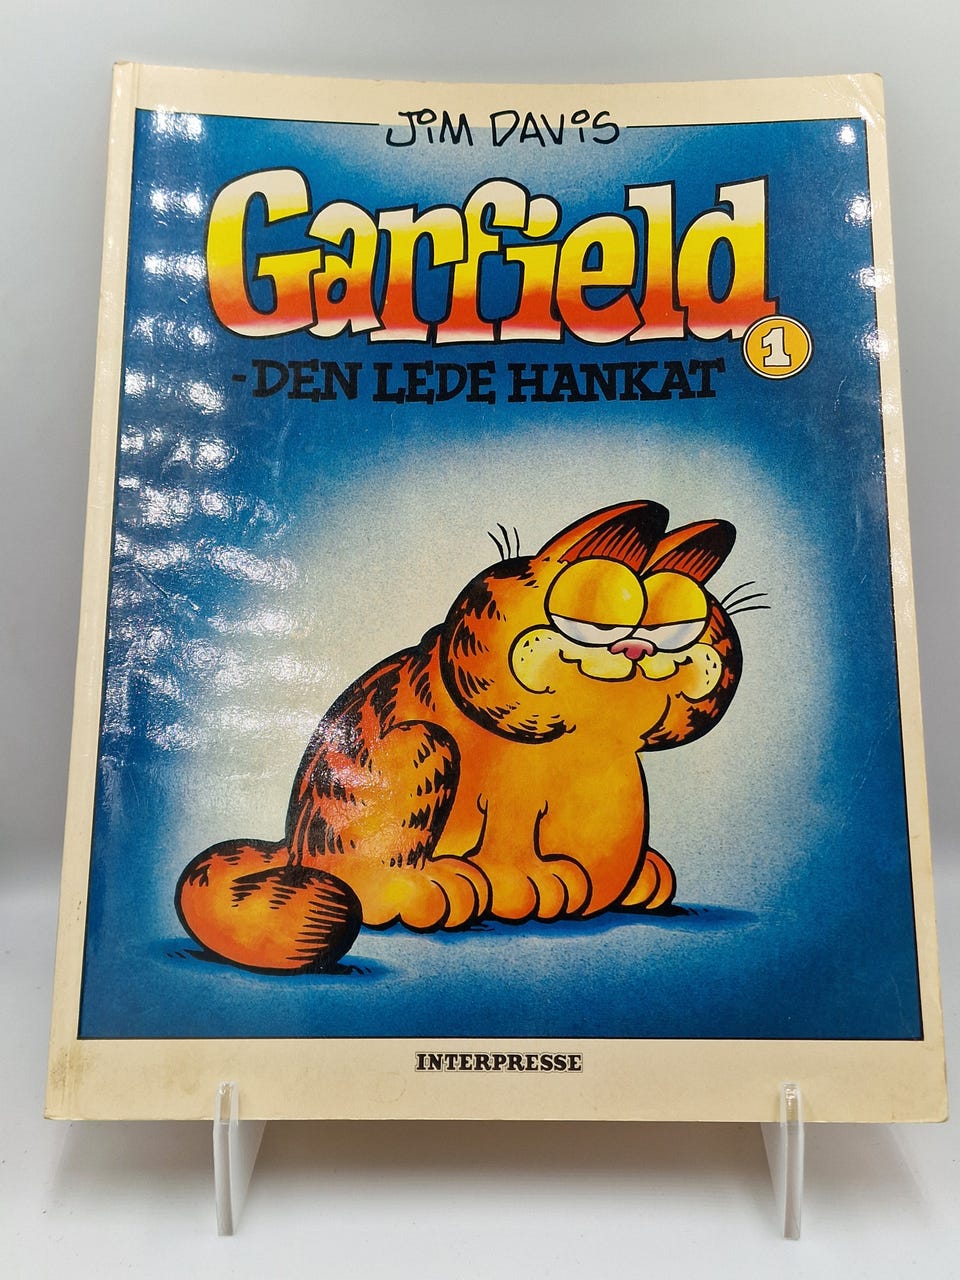 JiM DAViS
Garfield
1
-DEN LEDE HANKAT
INTERPRESSE